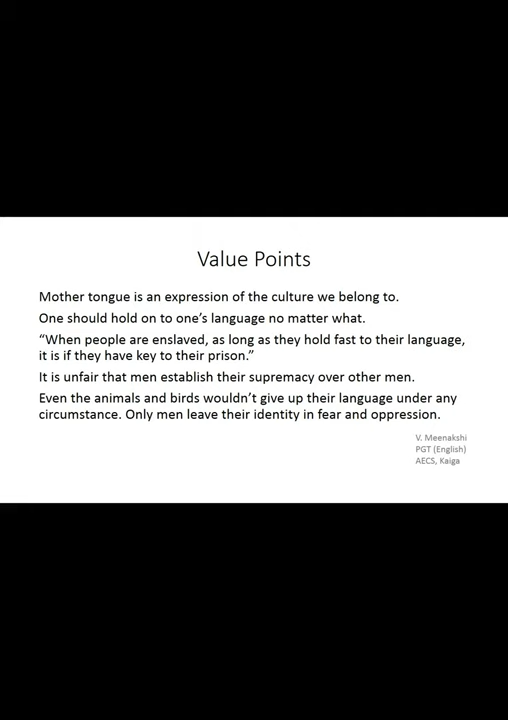 Value Points
Mother tongue is an expression of the culture we belong to.
One should hold on to one's language no matter what.
“When people are enslaved, as long as they hold fast to their language,
it is if they have key to their prison.”
It is unfair that men establish their supremacy over other men.
Even the animals and birds wouldn't give up their language under any
circumstance. Only men leave their identity in fear and oppression.
V. Meenakshi
PGT (English)
AECS, Kaiga